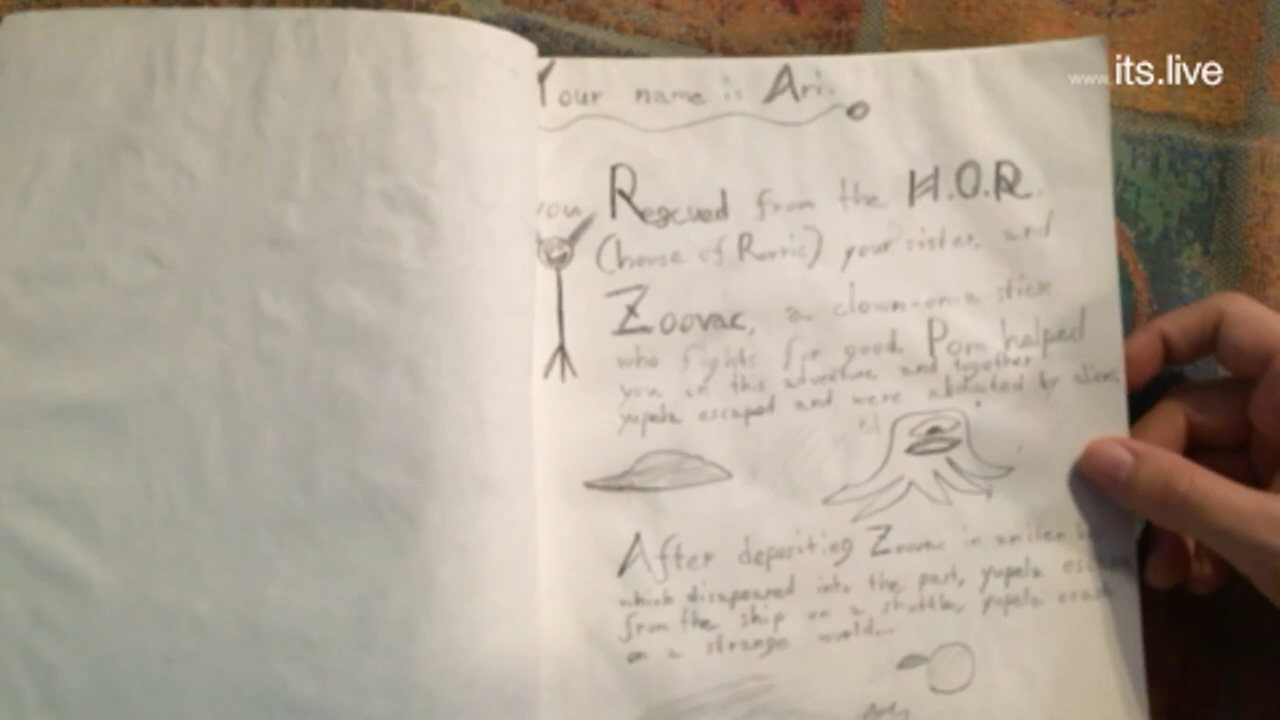 www.its.live
Your name is Ari.
you
Rescued from the H.O.R.
(house of Rorric) your sister, and
Zoovac, a clown-on-a stick
who fights for good. Pom helped
you on this adventure and together
yupela escaped and were abducted by aliens
After depositing Zoovac in
which disapeared into the past, yupela
from the ship on a shuttle, yupela crash
on a strange world...